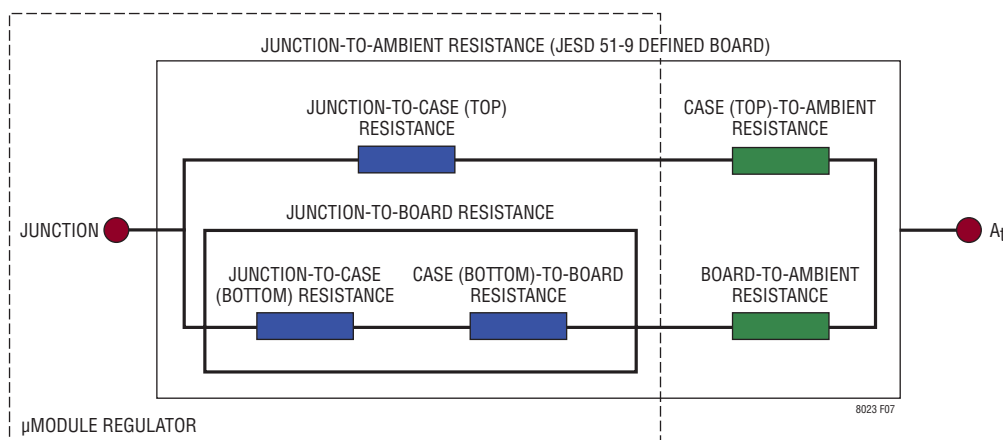 JUNCTION-TO-AMBIENT RESISTANCE (JESD 51-9 DEFINED BOARD)
JUNCTION-TO-CASE (TOP)
RESISTANCE
CASE (TOP)-TO-AMBIENT
RESISTANCE
JUNCTION
JUNCTION-TO-BOARD RESISTANCE
At
JUNCTION-TO-CASE
(BOTTOM) RESISTANCE
CASE (BOTTOM)-TO-BOARD
RESISTANCE
BOARD-TO-AMBIENT
RESISTANCE
8023 F07
µMODULE REGULATOR